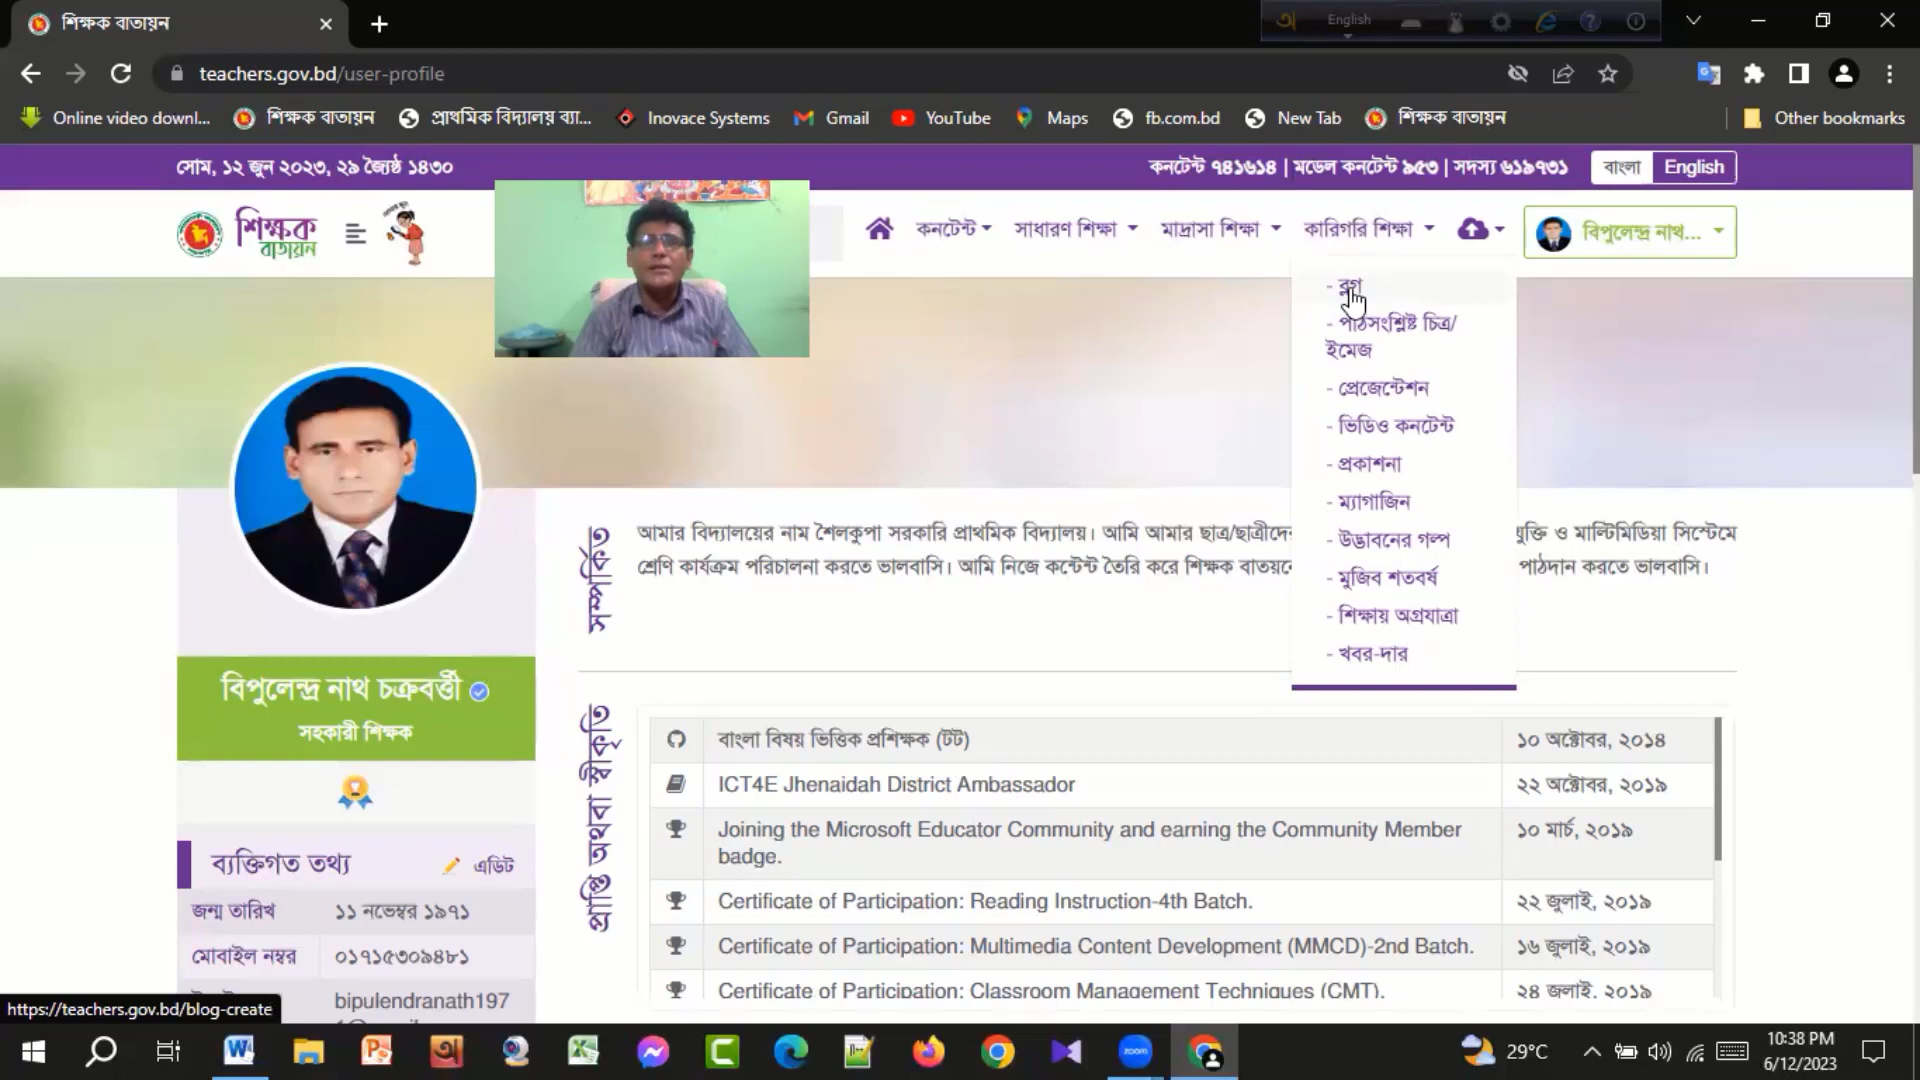 শিক্ষক বাতায়ন
English
teachers.gov.bd/user-profile
Online video downl...
শিক্ষক বাতায়ন
প্রাথমিক বিদ্যালয় ব্যা...
Inovace Systems
Gmail
YouTube
Maps
fb.com.bd
New Tab
শিক্ষক বাতায়ন
Other bookmarks
সোম, ১২ জুন ২০২৩, ২৯ জ্যৈষ্ঠ ১৪৩০
কনটেন্ট ৭৪১৬১৪ | মডেল কনটেন্ট ৯৫৩ | সদস্য ৬১৯৭৩১
বাংলা
English
শিক্ষক
বাতায়ন
কনটেন্ট
সাধারণ শিক্ষা
মাদ্রাসা শিক্ষা
কারিগরি শিক্ষা
বিপুলেন্দ্র নাথ...
- ব্লগ
- পাঠসংশ্লিষ্ট চিত্র/
ইমেজ
- প্রেজেন্টেশন
- ভিডিও কনটেন্ট
- প্রকাশনা
- ম্যাগাজিন
- উদ্ভাবনের গল্প
- মুজিব শতবর্ষ
- শিক্ষায় অগ্রযাত্রা
- খবর-দার
সম্পর্কিত
আমার বিদ্যালয়ের নাম শৈলকুপা সরকারি প্রাথমিক বিদ্যালয়। আমি আমার ছাত্র/ছাত্রীদের ও মাল্টিমিডিয়া সিস্টেমে
শ্রেণি কার্যক্রম পরিচালনা করতে ভালবাসি। আমি নিজে কন্টেন্ট তৈরি করে শিক্ষক বাতয়নে পাঠদান করতে ভালবাসি।
বিপুলেন্দ্র নাথ চক্রবর্ত্তী
সহকারী শিক্ষক
প্রাপ্তি অথবা স্বীকৃতি
বাংলা বিষয় ভিত্তিক প্রশিক্ষক (টট) ১০ অক্টোবর, ২০১৪
ICT4E Jhenaidah District Ambassador ২২ অক্টোবর, ২০১৯
Joining the Microsoft Educator Community and earning the Community Member ১০ মার্চ, ২০১৯
badge.
Certificate of Participation: Reading Instruction-4th Batch. ২২ জুলাই, ২০১৯
Certificate of Participation: Multimedia Content Development (MMCD)-2nd Batch. ১৬ জুলাই, ২০১৯
Certificate of Participation: Classroom Management Techniques (CMT). ২৪ জুলাই, ২০১৯
ব্যক্তিগত তথ্য
এডিট
জন্ম তারিখ ১১ নভেম্বর ১৯৭১
মোবাইল নম্বর ০১৭১৫৩০৯৪৮১
bipulendranath197
https://teachers.gov.bd/blog-create
zoom
29°C
10:38 PM
6/12/2023